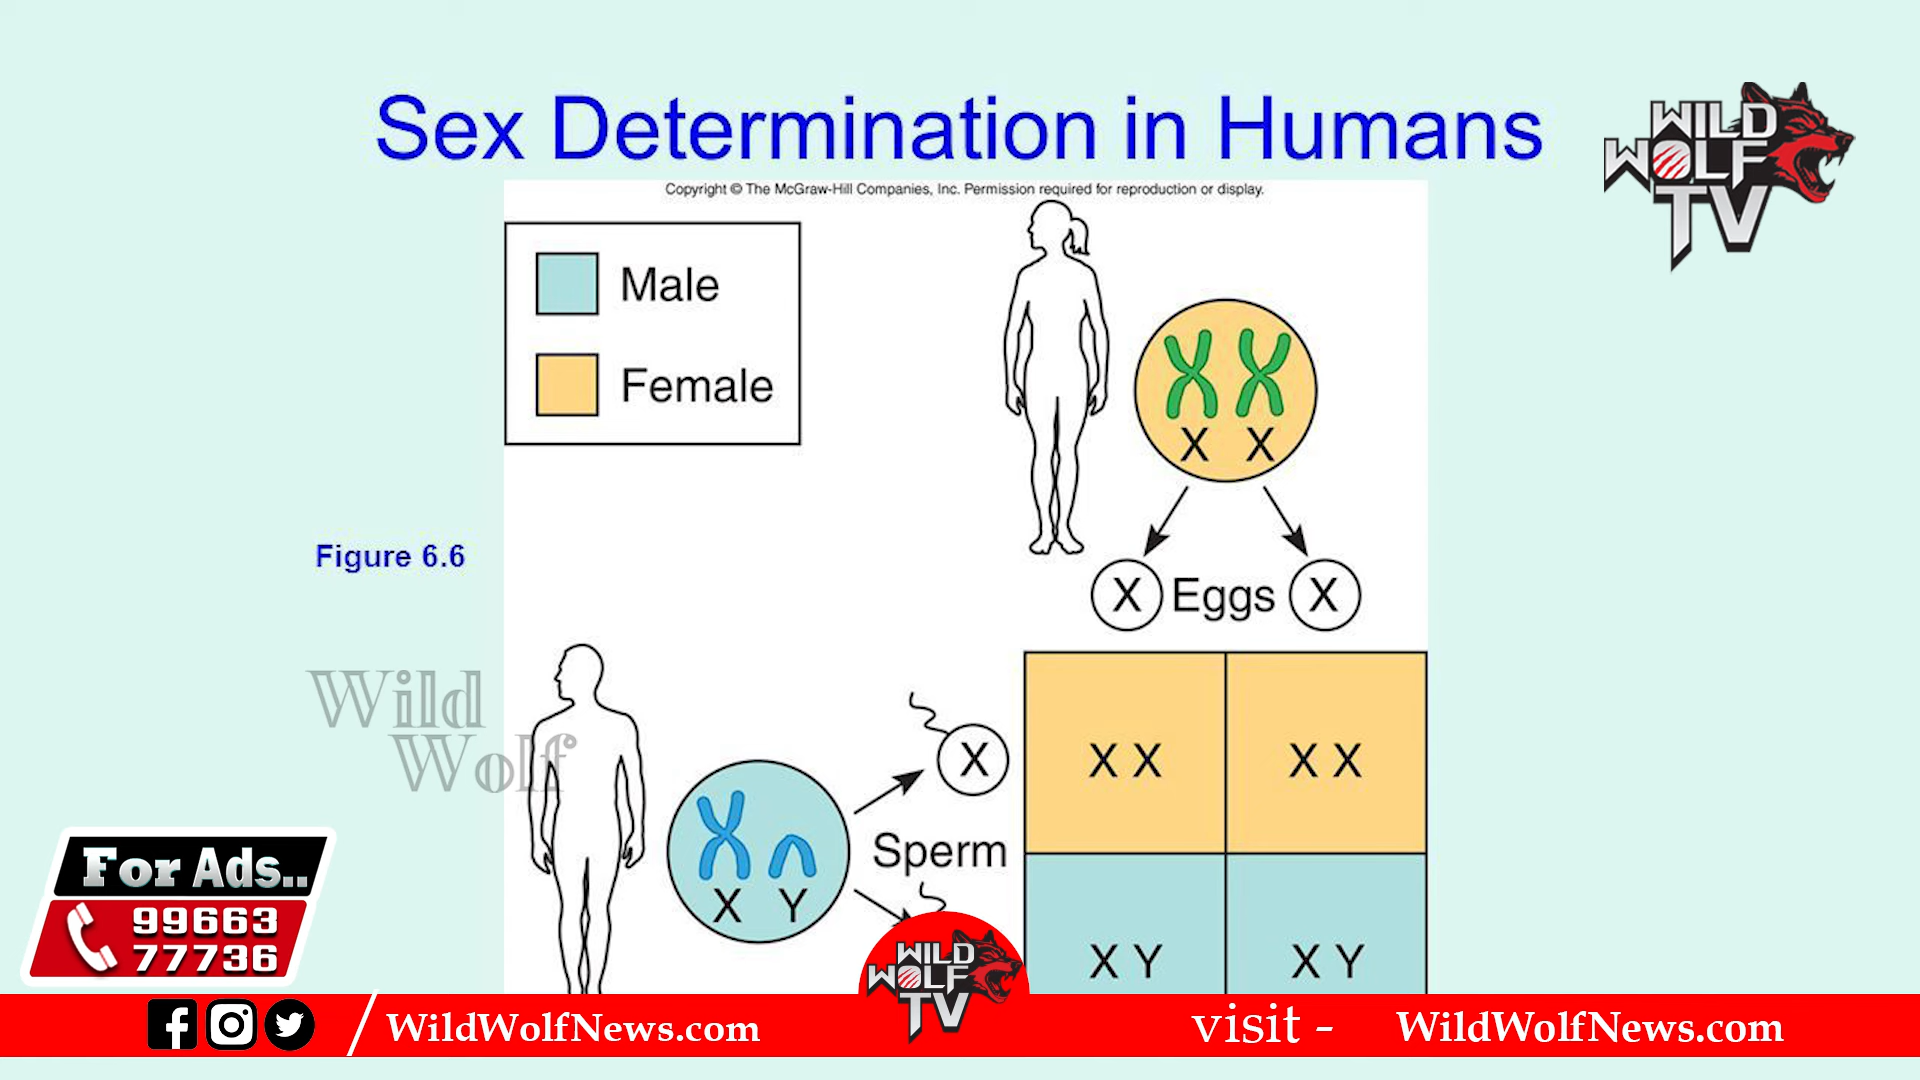 Sex Determination in Humans
Copyright © The McGraw-Hill Companies, Inc. Permission required for reproduction or display.
WILD
WOLF
TV
Male
Female
X X
Figure 6.6
X Eggs X
Wild
Wolf
X
X X
X X
Sperm
X Y
X Y
X Y
For Ads..
99663
77736
WILD
WOLF
TV
WildWolfNews.com
visit - WildWolfNews.com